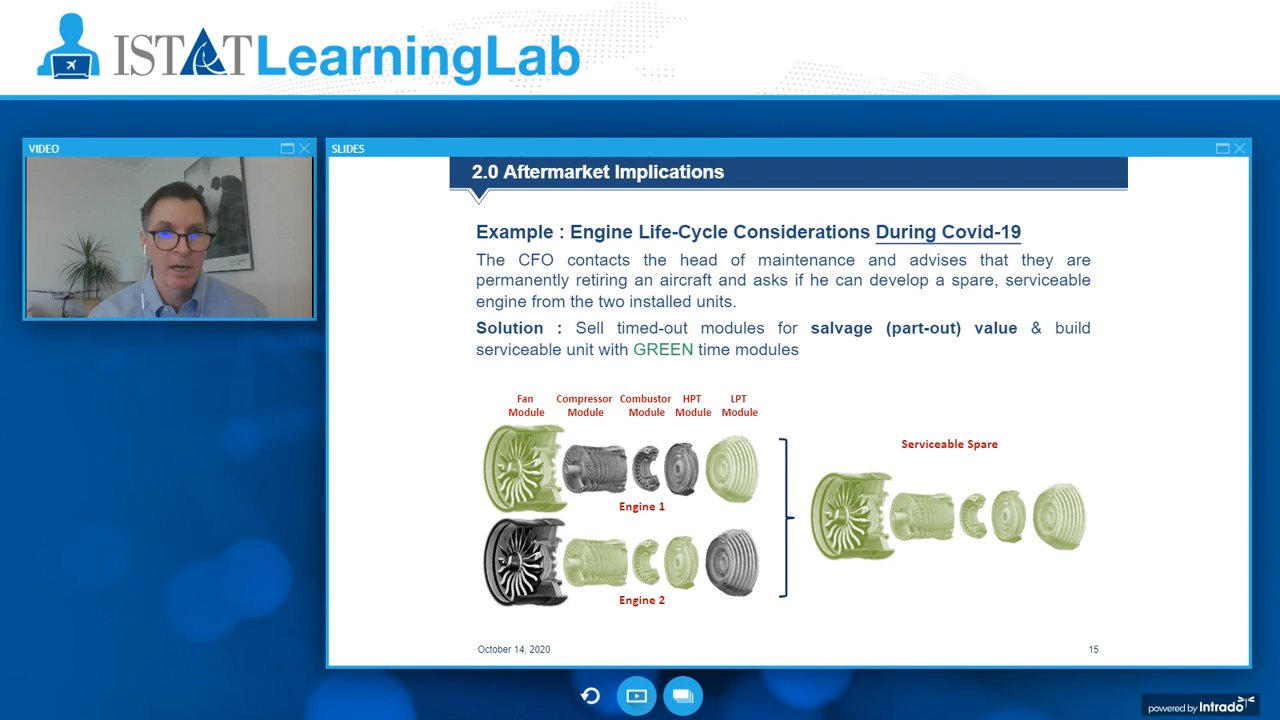 ISTAT LearningLab
VIDEO
SLIDES
2.0 Aftermarket Implications
Example : Engine Life-Cycle Considerations During Covid-19
The CFO contacts the head of maintenance and advises that they are
permanently retiring an aircraft and asks if he can develop a spare, serviceable
engine from the two installed units.
Solution : Sell timed-out modules for salvage (part-out) value & build
serviceable unit with GREEN time modules
Fan Compressor Combustor HPT LPT
Module Module Module Module Module
Serviceable Spare
Engine 1
Engine 2
October 14, 2020
15
powered by Intrado